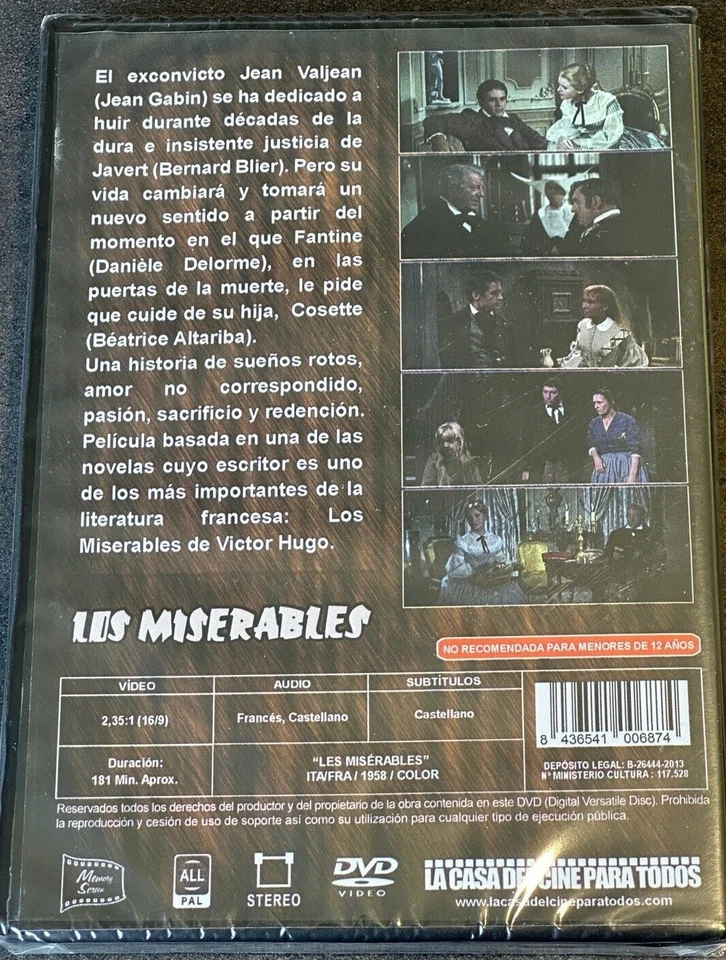 El exconvicto Jean Valjean
(Jean Gabin) se ha dedicado a
huir durante décadas de la
dura e insistente justicia de
Javert (Bernard Blier). Pero su
vida cambiará y tomará un
nuevo sentido a partir del
momento en el que Fantine
(Danièle Delorme), en las
puertas de la muerte, le pide
que cuide de su hija, Cosette
(Béatrice Altariba).
Una historia de sueños rotos,
amor no correspondido,
pasión, sacrificio y redención.
Película basada en una de las
novelas cuyo escritor es uno
de los más importantes de la
literatura francesa: Los
Miserables de Victor Hugo.
LOS MISERABLES
NO RECOMENDADA PARA MENORES DE 12 AÑOS
VÍDEO
AUDIO
SUBTÍTULOS
2,35:1 (16/9)
Francés, Castellano
Castellano
Duración:
181 Min. Aprox.
“LES MISÉRABLES”
ITA/FRA / 1958 / COLOR
8 436541 006874
DEPÓSITO LEGAL: B-26444-2013
Nº MINISTERIO CULTURA : 117.528
Reservados todos los derechos del productor y del propietario de la obra contenida en este DVD (Digital Versatile Disc). Prohibida
la reproducción y cesión de uso de soporte así como su utilización para cualquier tipo de ejecución pública.
Memory
Screen
ALL
PAL
STEREO
DVD
VIDEO
LA CASA DEL CINE PARA TODOS
www.lacasadelcineparatodos.com